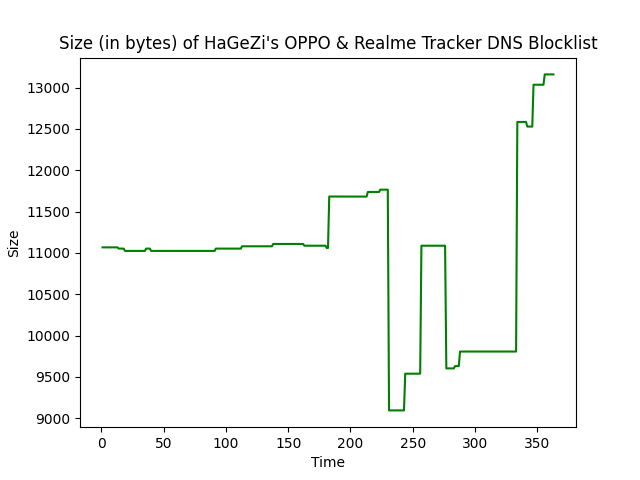 Size (in bytes) of HaGeZi's OPPO & Realme Tracker DNS Blocklist
13000
12500
12000
11500
11000
10500
10000
9500
9000
Size
0 50 100 150 200 250 300 350
Time